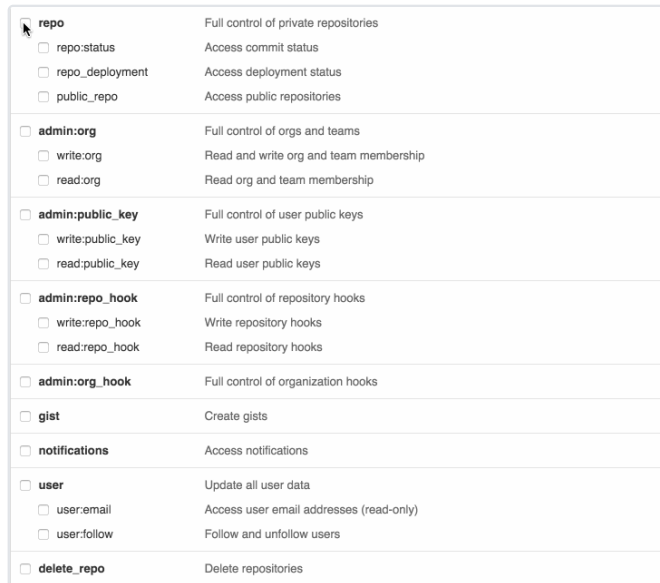 repo Full control of private repositories
repo:status Access commit status
repo_deployment Access deployment status
public_repo Access public repositories
admin:org Full control of orgs and teams
write:org Read and write org and team membership
read:org Read org and team membership
admin:public_key Full control of user public keys
write:public_key Write user public keys
read:public_key Read user public keys
admin:repo_hook Full control of repository hooks
write:repo_hook Write repository hooks
read:repo_hook Read repository hooks
admin:org_hook Full control of organization hooks
gist Create gists
notifications Access notifications
user Update all user data
user:email Access user email addresses (read-only)
user:follow Follow and unfollow users
delete_repo Delete repositories